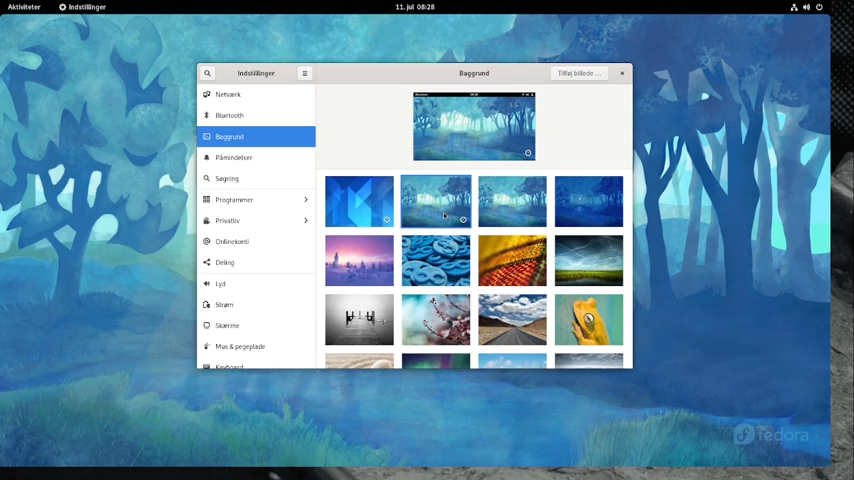 Aktiviteter
Indstillinger
11. jul 08:28
Indstillinger
Baggrund
Tilføj billede ...
Netværk
Bluetooth
Baggrund
Påmindelser
Søgning
Programmer
Privatliv
Onlinekonti
Deling
Lyd
Strøm
Skærme
Mus & pegeplade
Keyboard
fedora